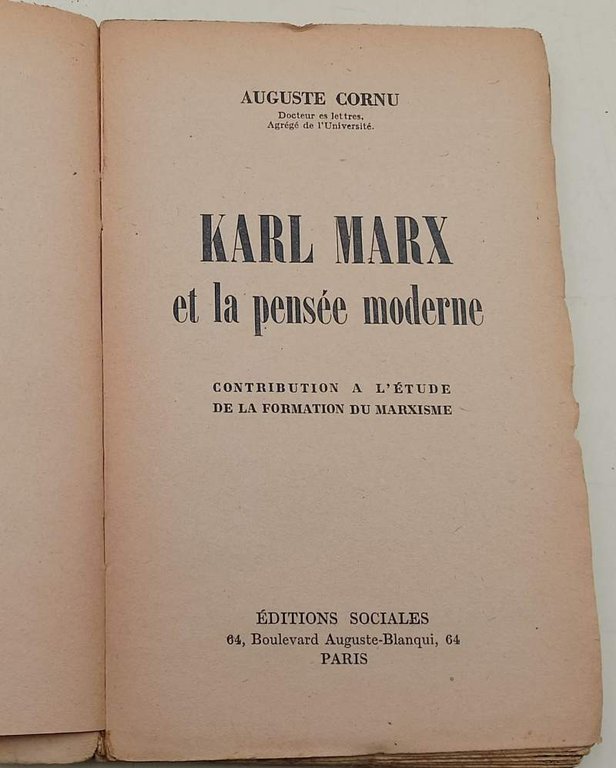 AUGUSTE CORNU
Docteur es lettres.
Agrégé de l'Université.
KARL MARX
et la pensée moderne
CONTRIBUTION A L'ÉTUDE
DE LA FORMATION DU MARXISME
ÉDITIONS SOCIALES
64, Boulevard Auguste-Blanqui, 64
PARIS